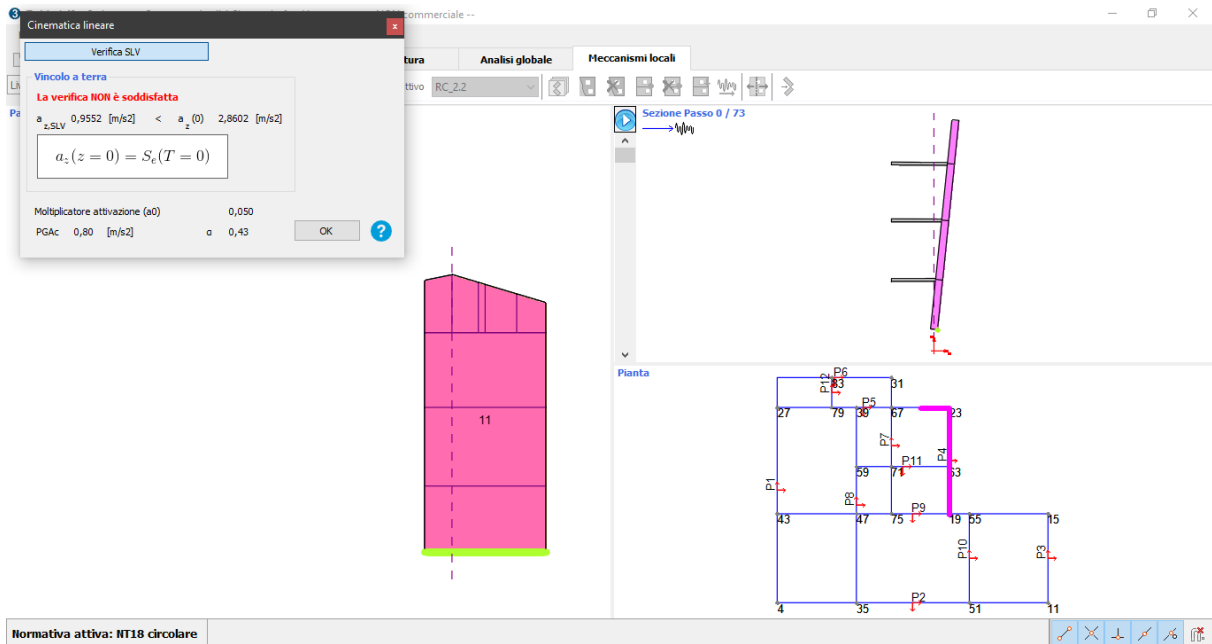 commerciale --
Cinematica lineare
x
Verifica SLV
Vincolo a terra
La verifica NON è soddisfatta
a z,SLV 0,9552 [m/s2] < a z (0) 2,8602 [m/s2]
a_z(z = 0) = S_e(T = 0)
Moltiplicatore attivazione (a0) 0,050
PGAc 0,80 [m/s2] α 0,43
OK
?
tura
Analisi globale
Meccanismi locali
ttivo RC_2.2
Liv
Pa
Sezione Passo 0 / 73
11
Pianta
P6
P12
83
31
P5
27
79
39
67
23
P7
P4
P11
59
71
63
P1
P8
P9
43
47
75
19
55
15
P10
P3
P2
4
35
51
11
Normativa attiva: NT18 circolare